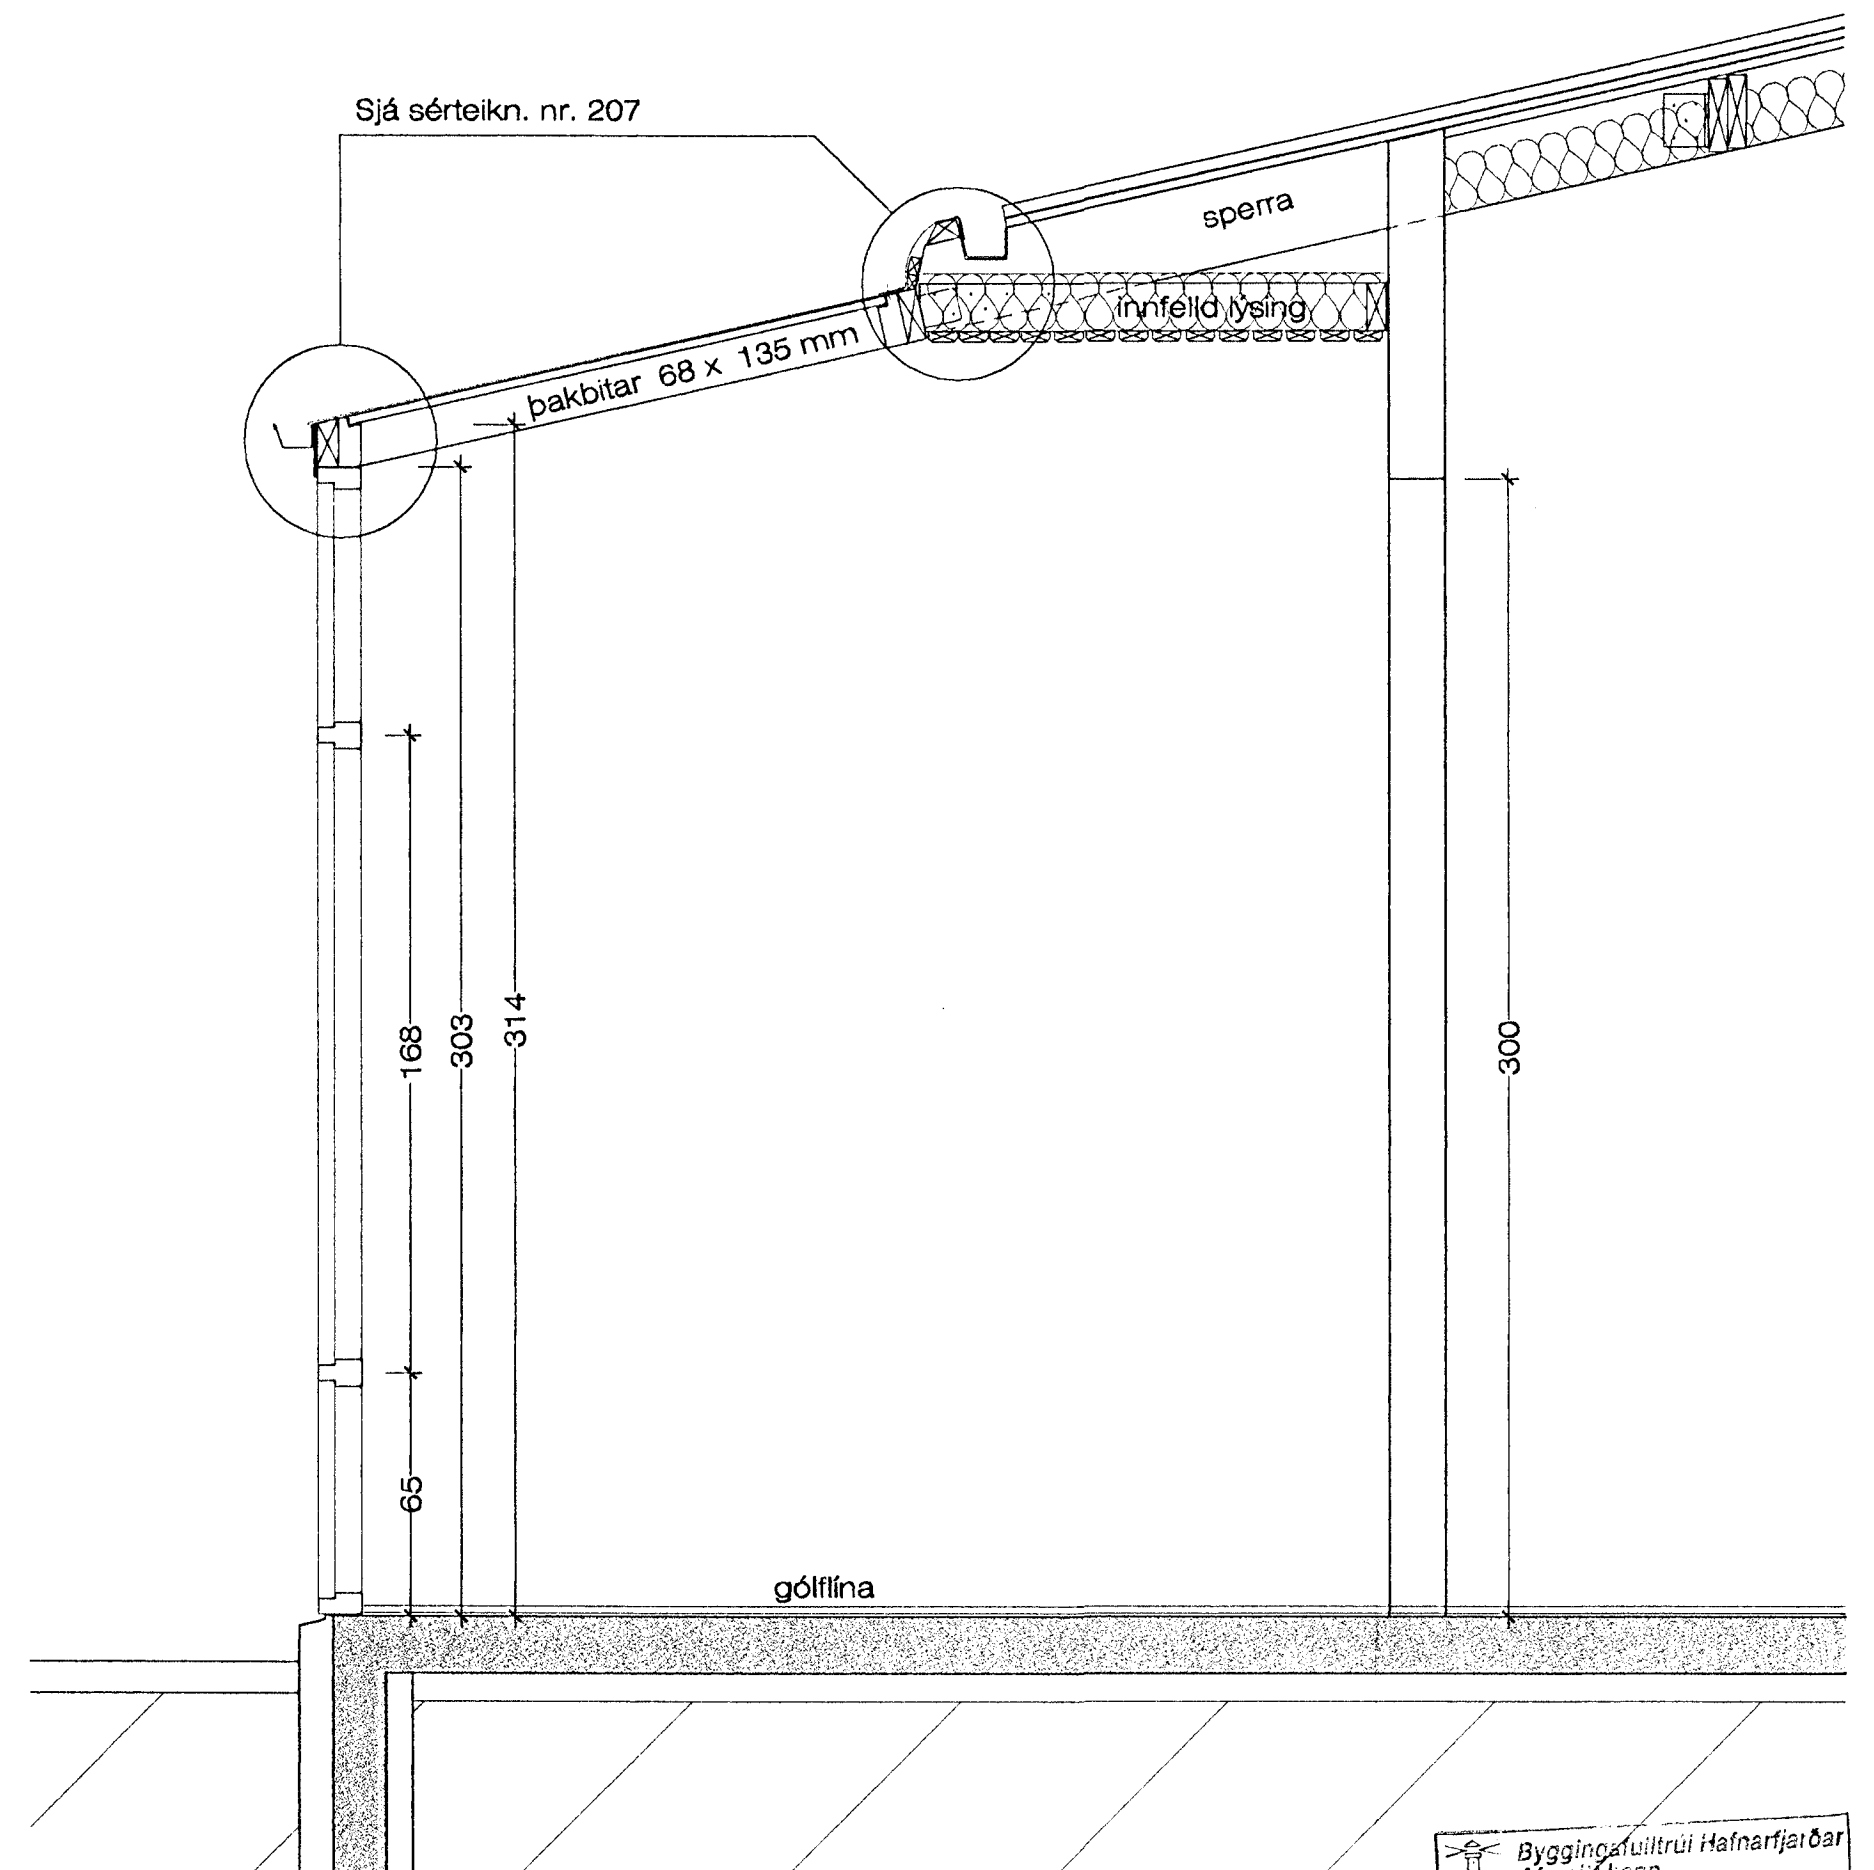 Sjá sérteikn. nr. 207
sperra
innfelld lýsing
þakbitar 68 x 135 mm
168
303
314
300
65
gólflína
Byggingafulltrúi Hafnarfjarðar